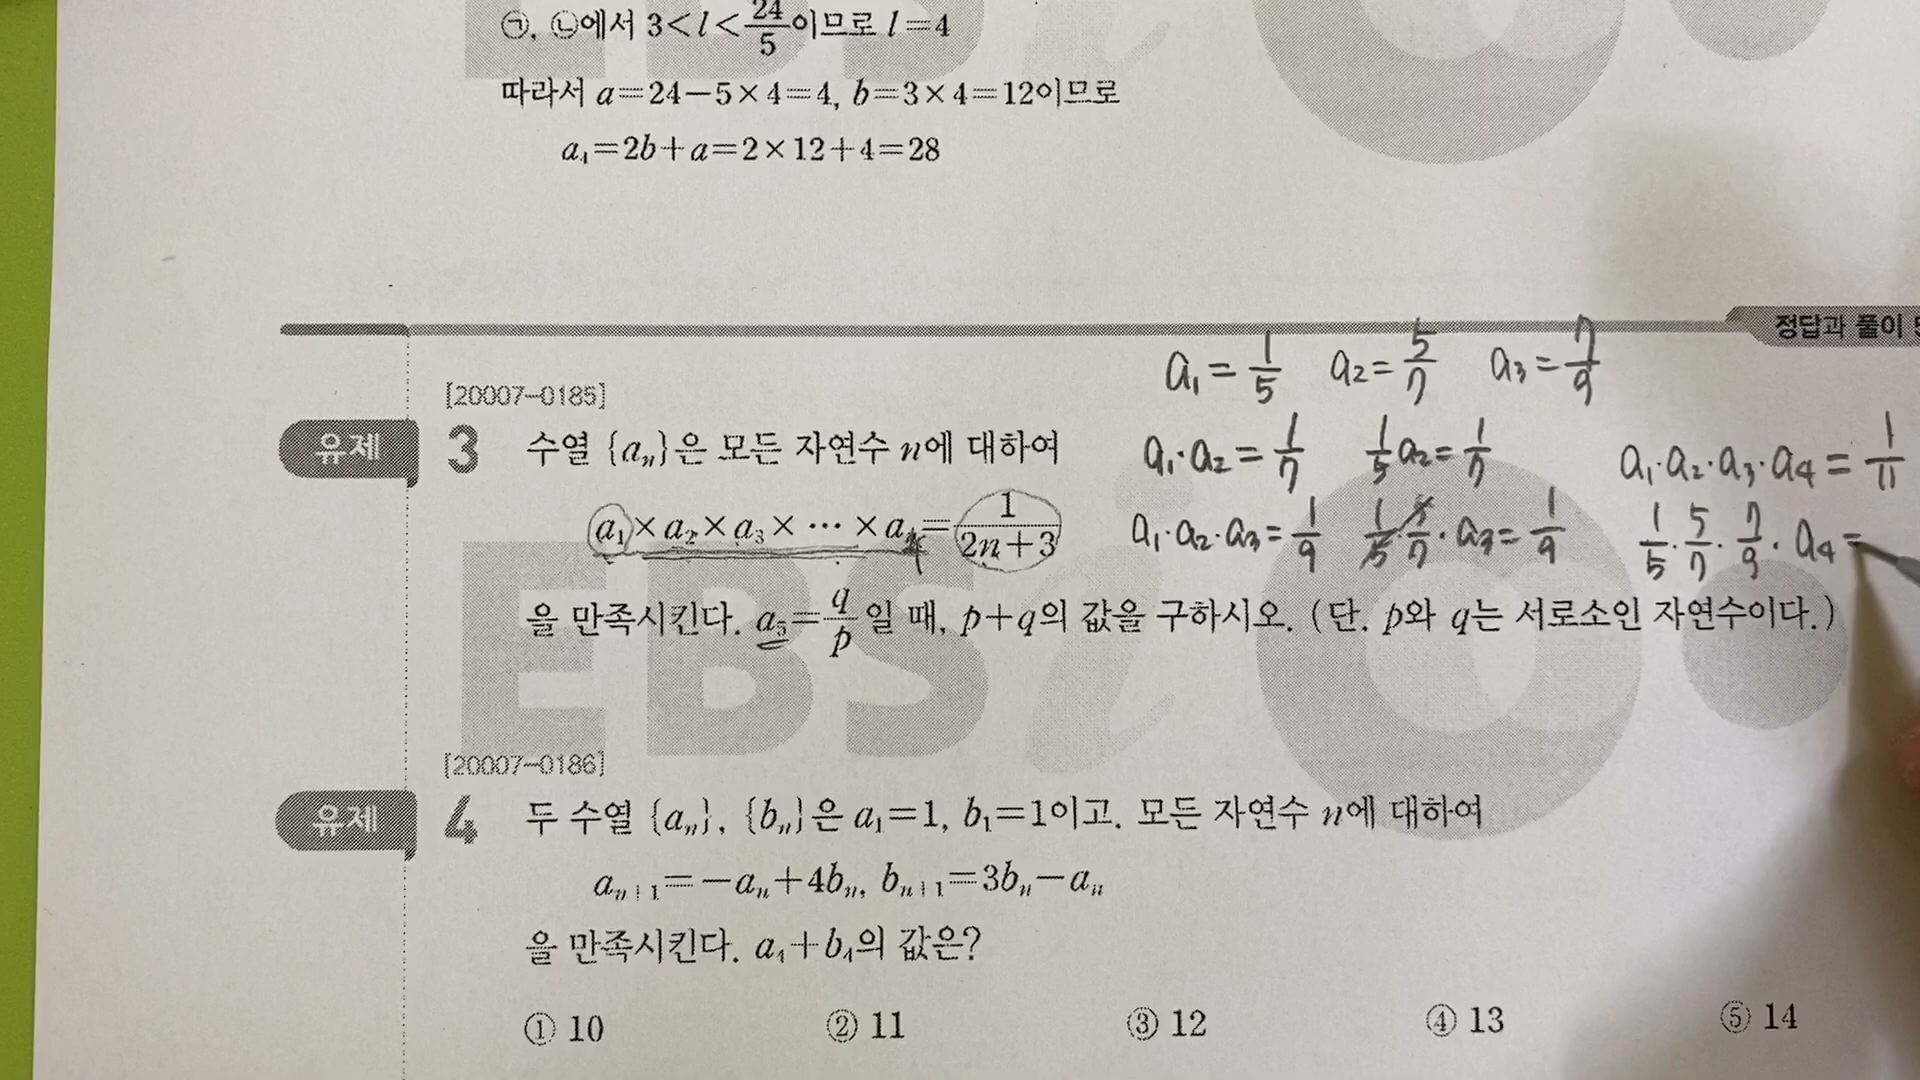 ㉠, ㉡에서 3<l<24/5이므로 l=4
따라서 a=24-5×4=4, b=3×4=12이므로
a₄=2b+a=2×12+4=28
정답과 풀이
a₁=1/5 a₂=5/7 a₃=7/9
[20007-0185]
유제 3 수열 {aₙ}은 모든 자연수 n에 대하여
a₁·a₂=1/7 1/5a₂=1/7 a₁·a₂·a₃·a₄=1/11
a₁×a₂×a₃×⋯×aₙ=1/(2n+3)
a₁·a₂·a₃=1/9 1/5·5/7·a₃=1/9 1/5·5/7·7/9·a₄=
을 만족시킨다. a₅=q/p일 때, p+q의 값을 구하시오. (단, p와 q는 서로소인 자연수이다.)
EBSi
[20007-0186]
유제 4 두 수열 {aₙ}, {bₙ}은 a₁=1, b₁=1이고, 모든 자연수 n에 대하여
aₙ₊₁=-aₙ+4bₙ, bₙ₊₁=3bₙ-aₙ
을 만족시킨다. a₄+b₄의 값은?
① 10 ② 11 ③ 12 ④ 13 ⑤ 14